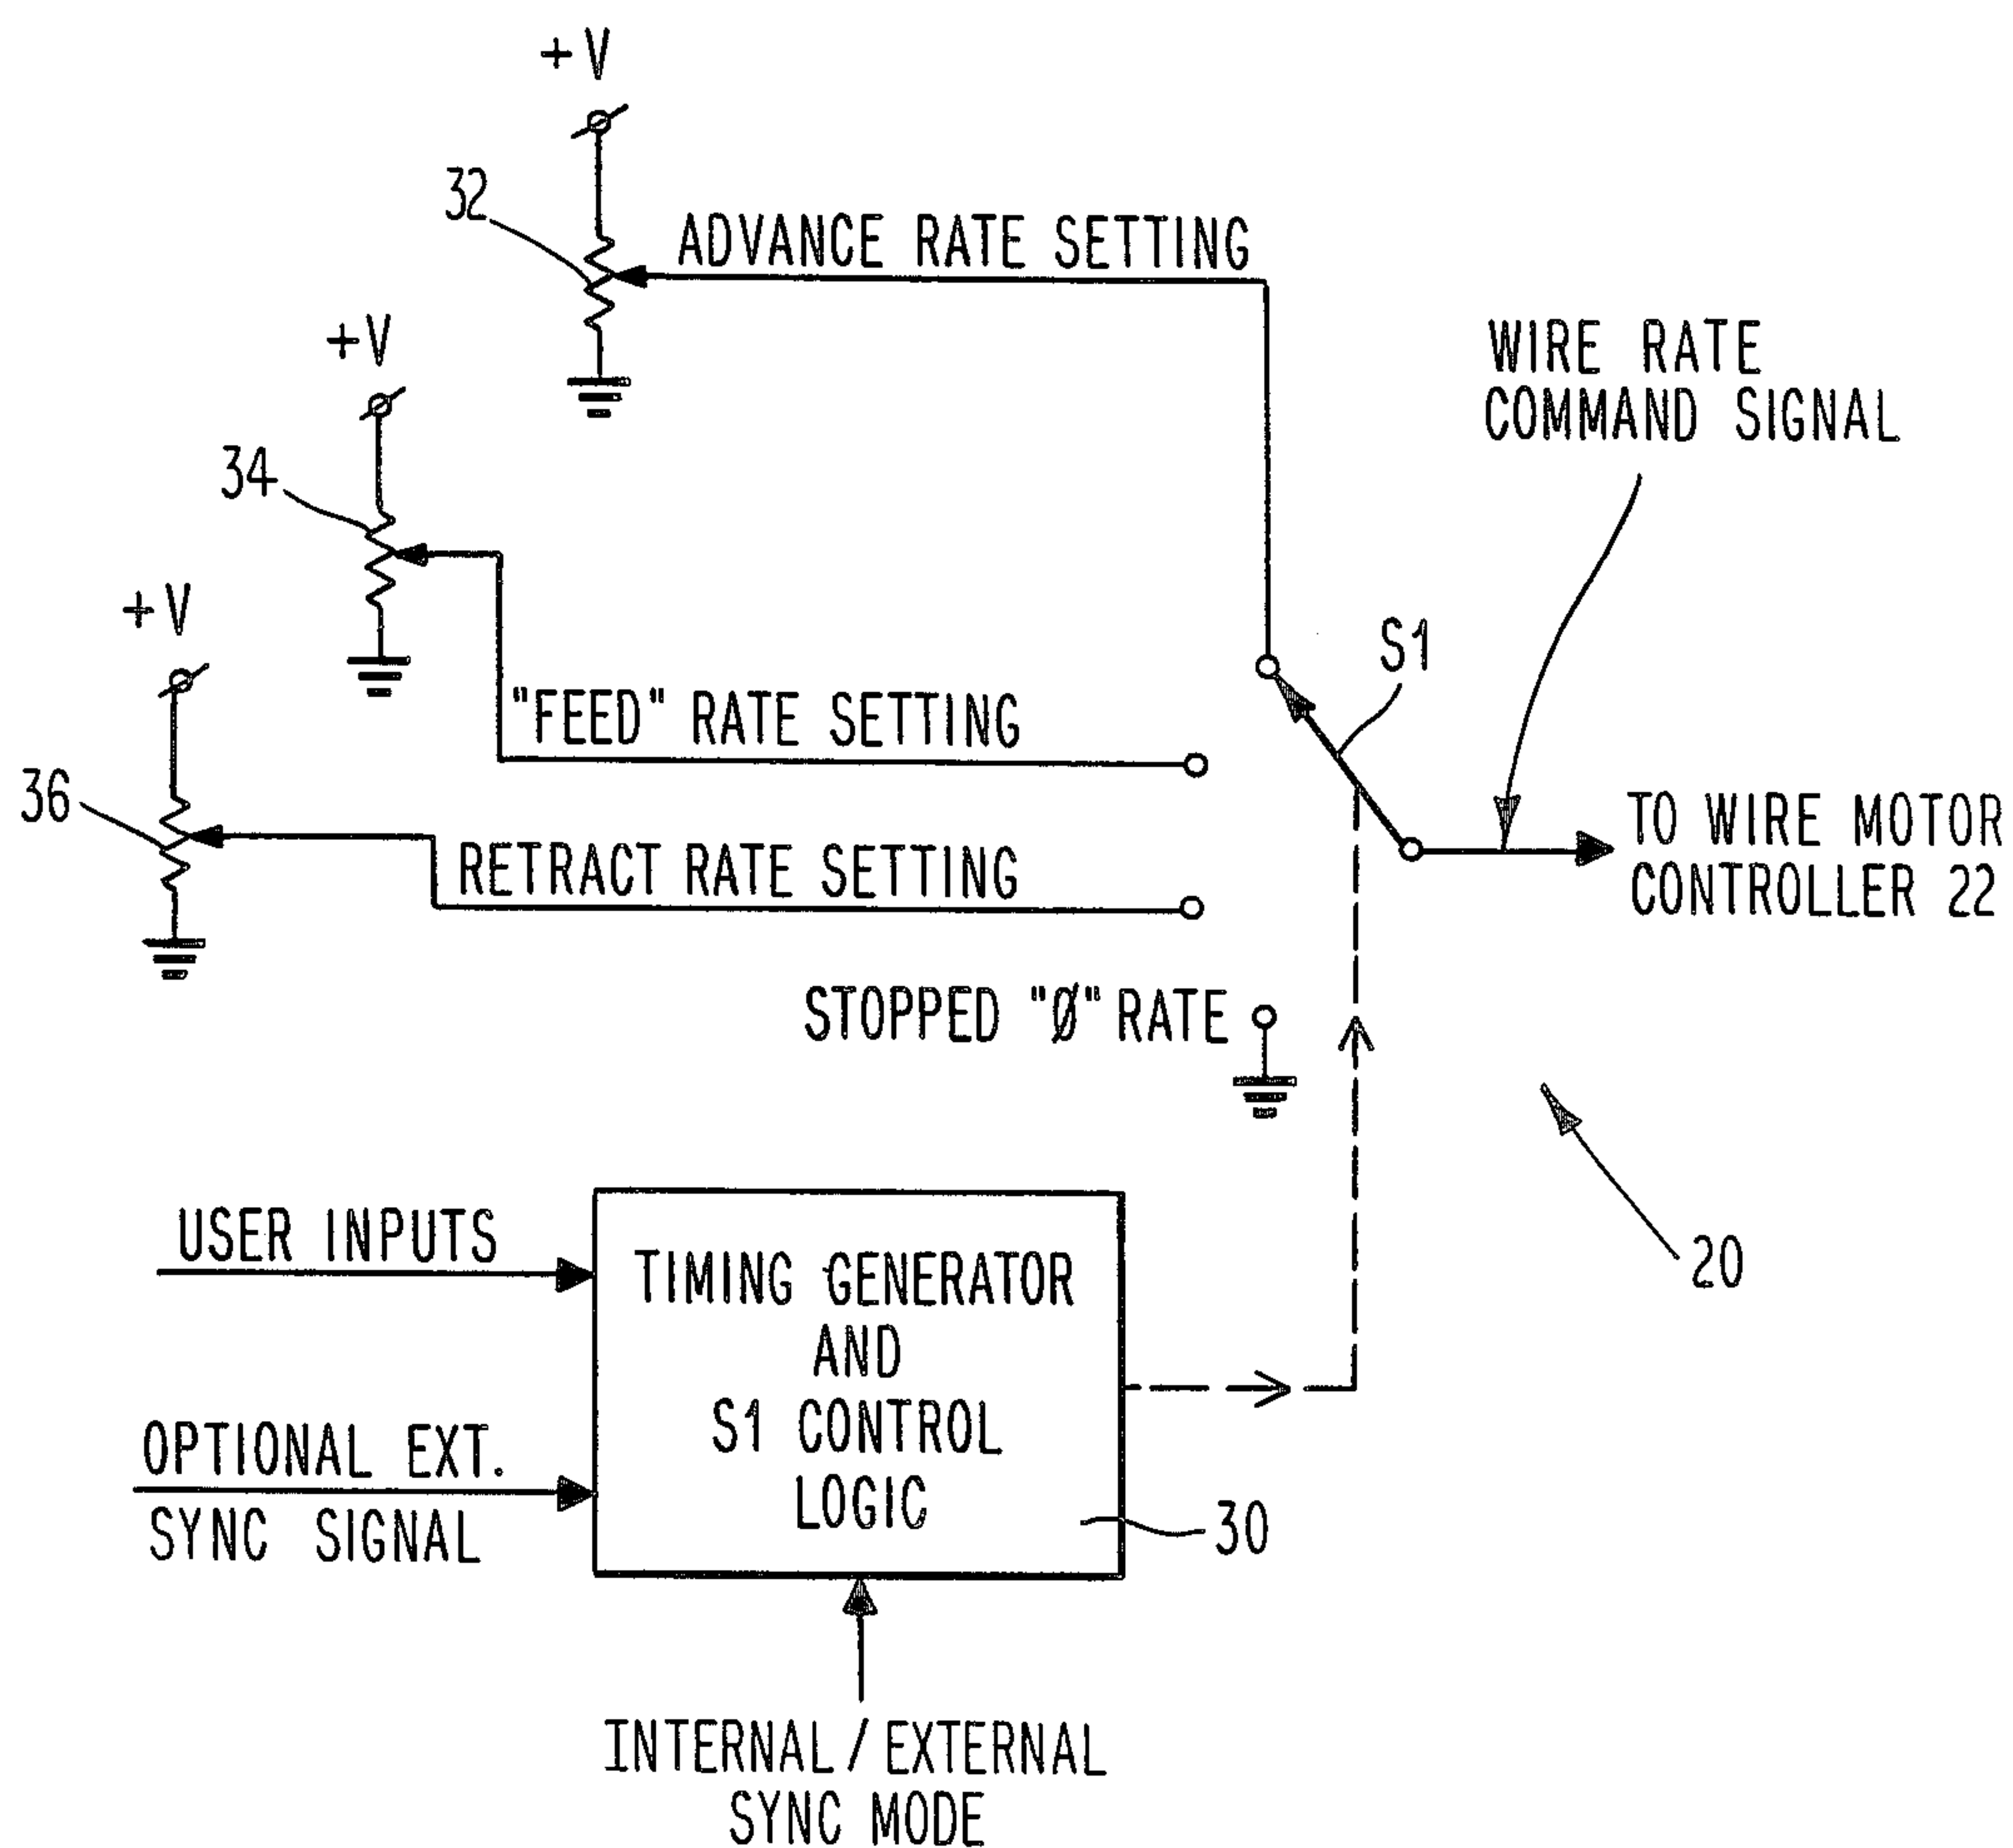 +V
32
ADVANCE RATE SETTING
+V
WIRE RATE
COMMAND SIGNAL
34
+V
S1
"FEED" RATE SETTING
36
TO WIRE MOTOR
CONTROLLER 22
RETRACT RATE SETTING
STOPPED "Ø" RATE
USER INPUTS
20
TIMING GENERATOR
AND
S1 CONTROL
LOGIC
OPTIONAL EXT.
SYNC SIGNAL
30
INTERNAL/EXTERNAL
SYNC MODE